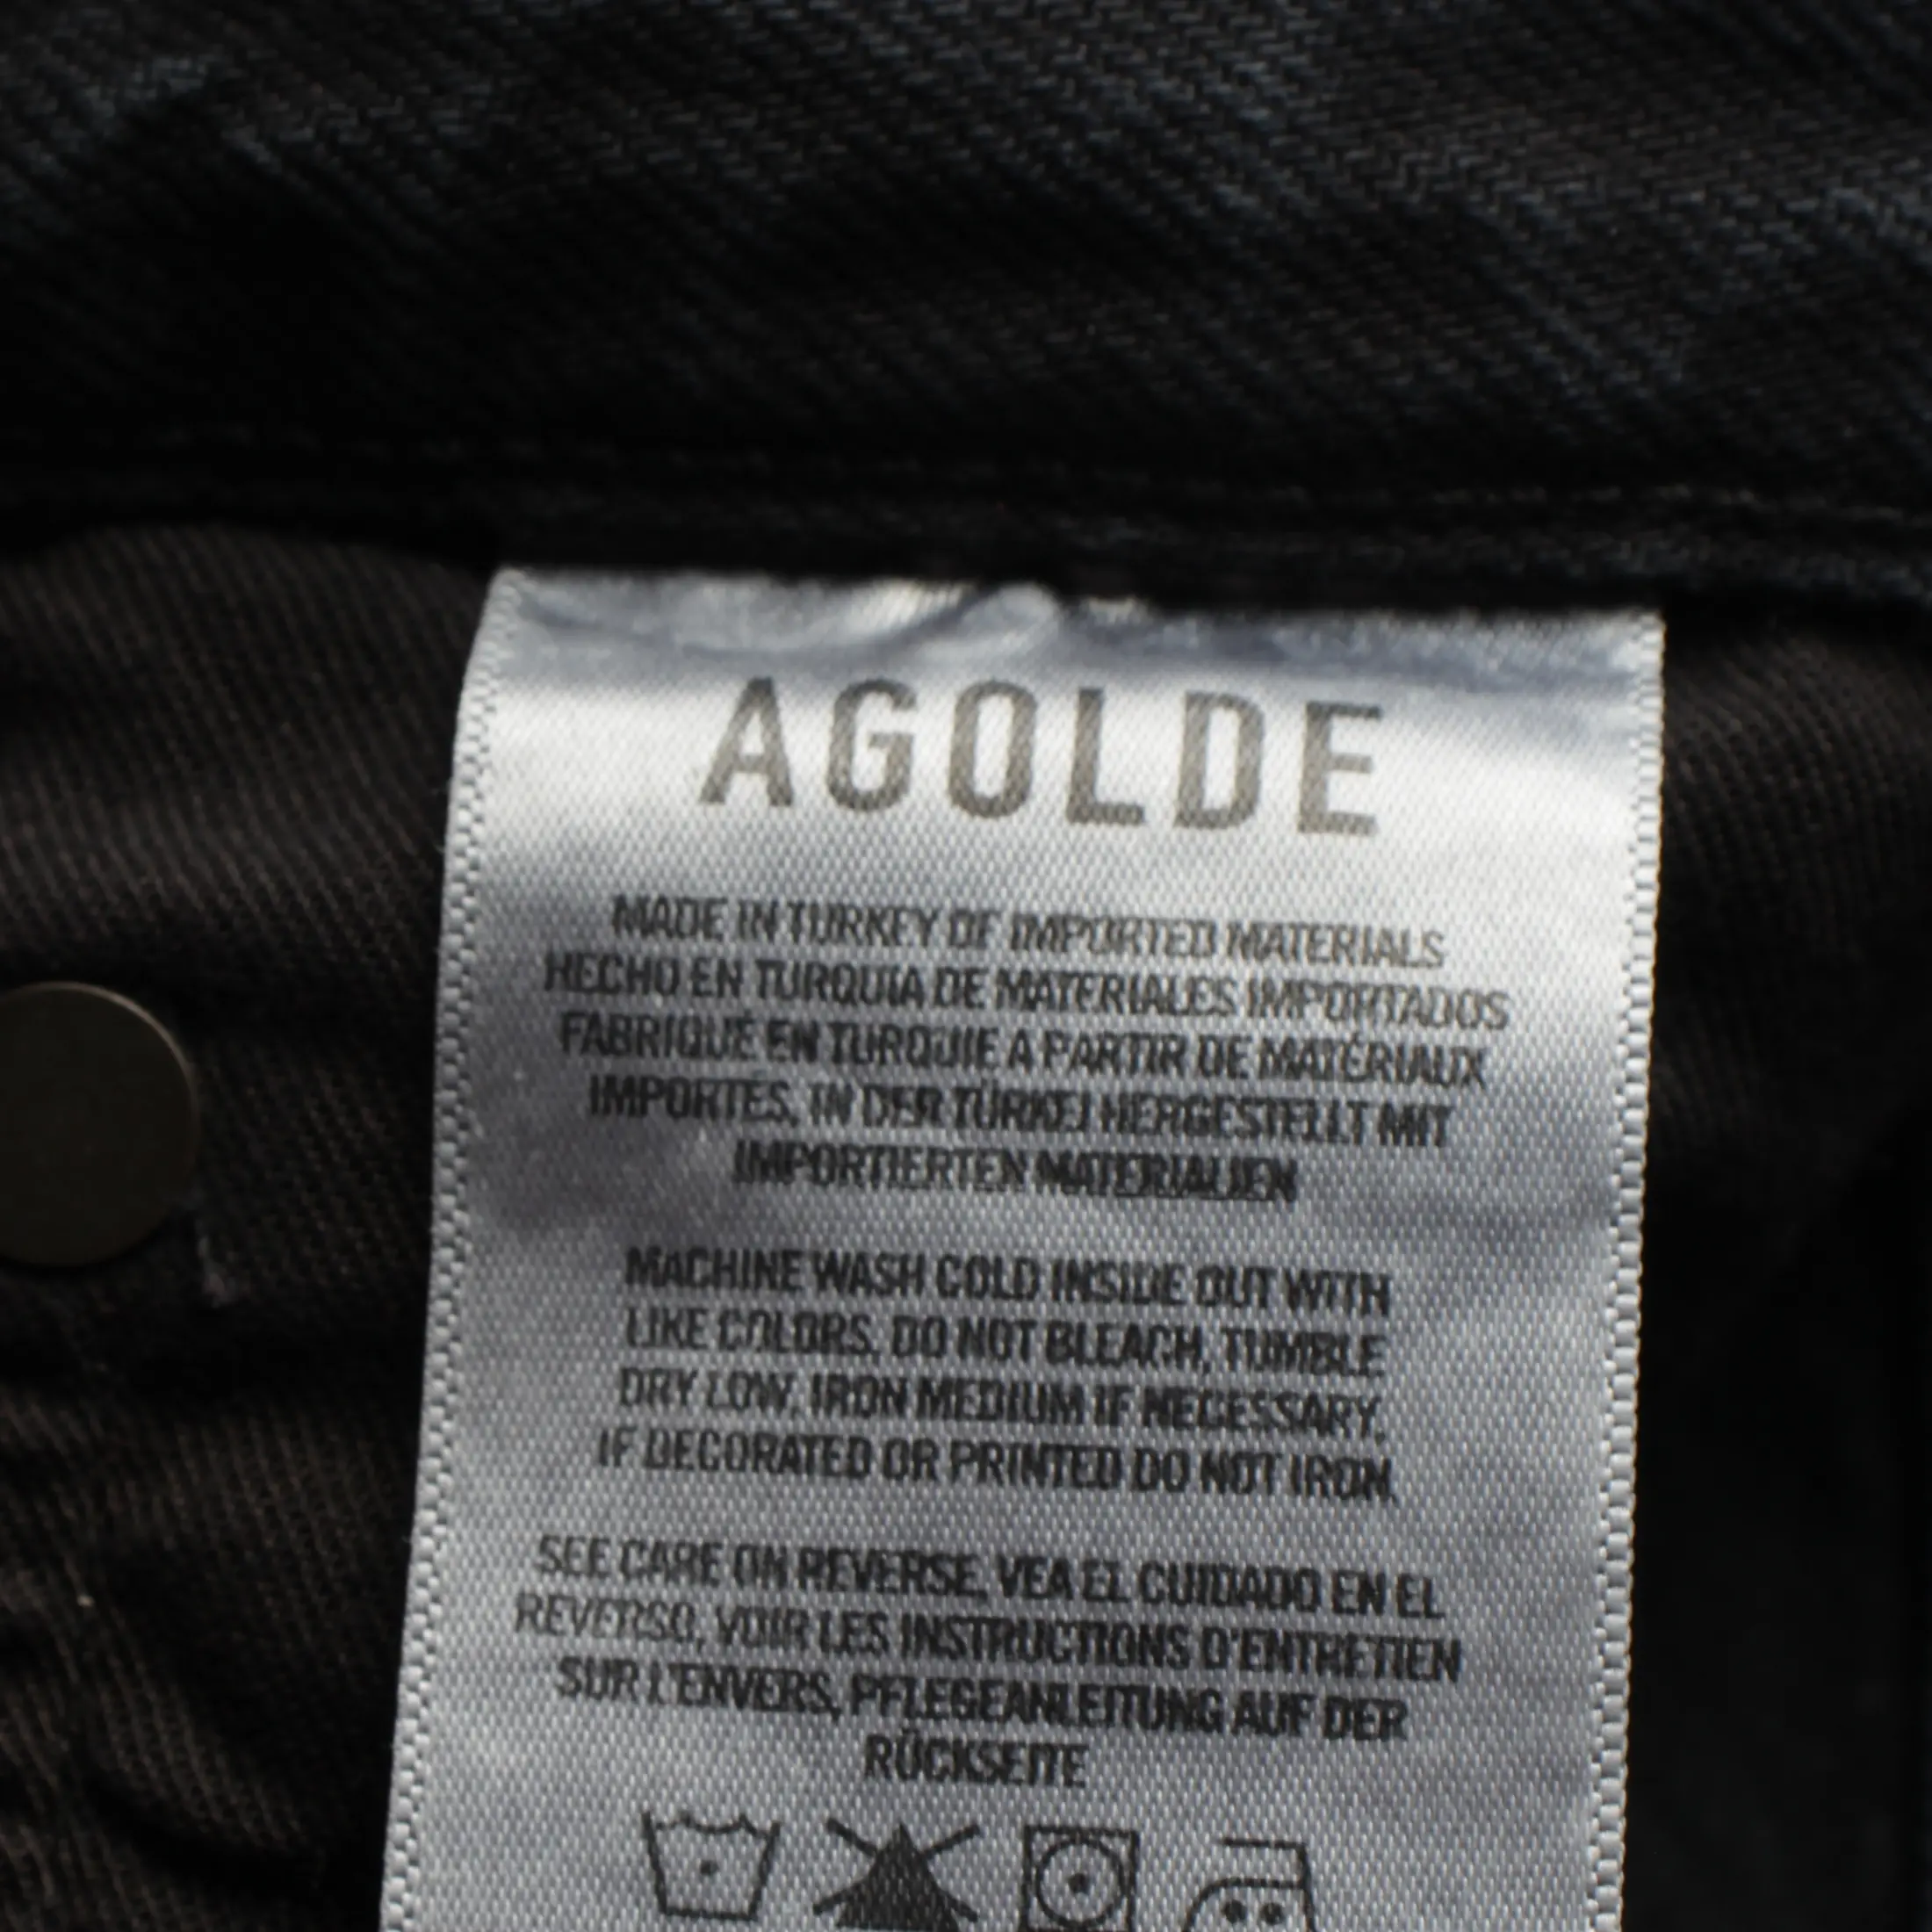 AGOLDE
MADE IN TURKEY OF IMPORTED MATERIALS
HECHO EN TURQUIA DE MATERIALES IMPORTADOS
FABRIQUÉ EN TURQUIE A PARTIR DE MATÉRIAUX
IMPORTÉS, IN DER TÜRKEI HERGESTELLT MIT
IMPORTIERTEN MATERIALIEN
MACHINE WASH COLD INSIDE OUT WITH
LIKE COLORS, DO NOT BLEACH, TUMBLE
DRY LOW, IRON MEDIUM IF NECESSARY.
IF DECORATED OR PRINTED DO NOT IRON.
SEE CARE ON REVERSE, VEA EL CUIDADO EN EL
REVERSO, VOIR LES INSTRUCTIONS D'ENTRETIEN
SUR L'ENVERS, PFLEGEANLEITUNG AUF DER
RÜCKSEITE